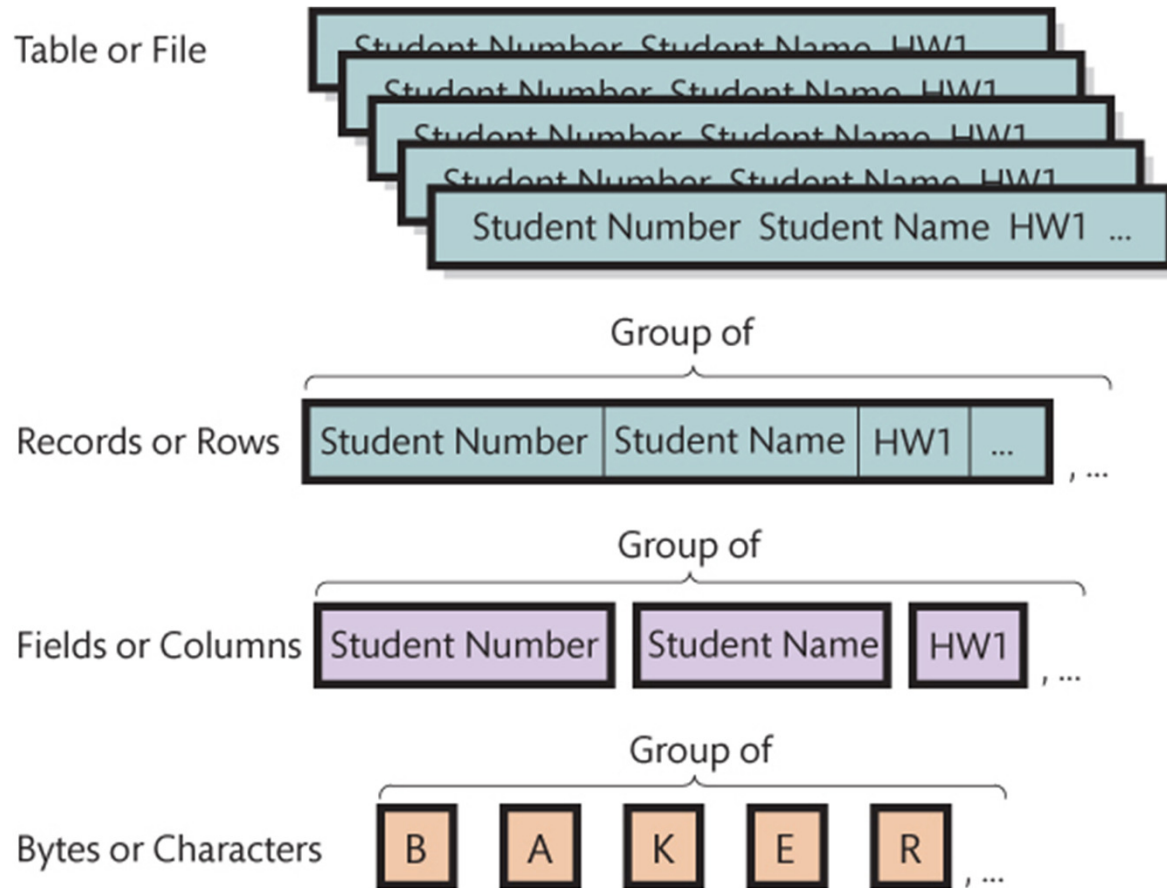 Table or File
Student Number Student Name HW1
Student Number Student Name HW1
Student Number Student Name HW1
Student Number Student Name HW1
Student Number Student Name HW1 ...
Group of
Records or Rows Student Number Student Name HW1 ... , ...
Group of
Fields or Columns Student Number Student Name HW1 , ...
Group of
Bytes or Characters B A K E R , ...